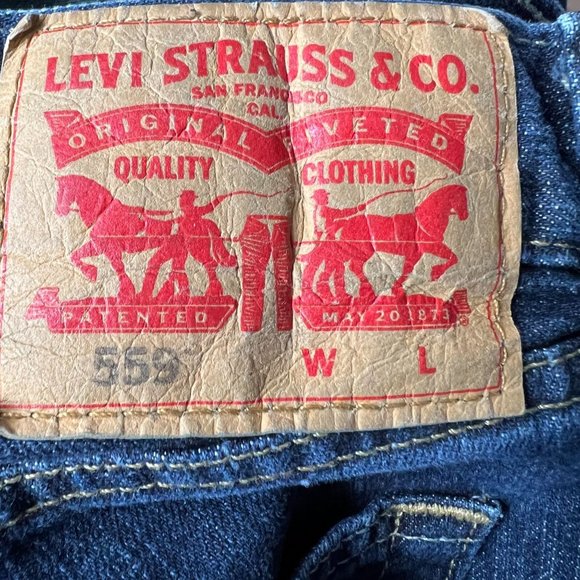 LEVI STRAUSS & CO.
SAN FRANCISCO
CAL.
ORIGINAL RIVETED
QUALITY CLOTHING
PATENTED MAY 20 1873
559 W L